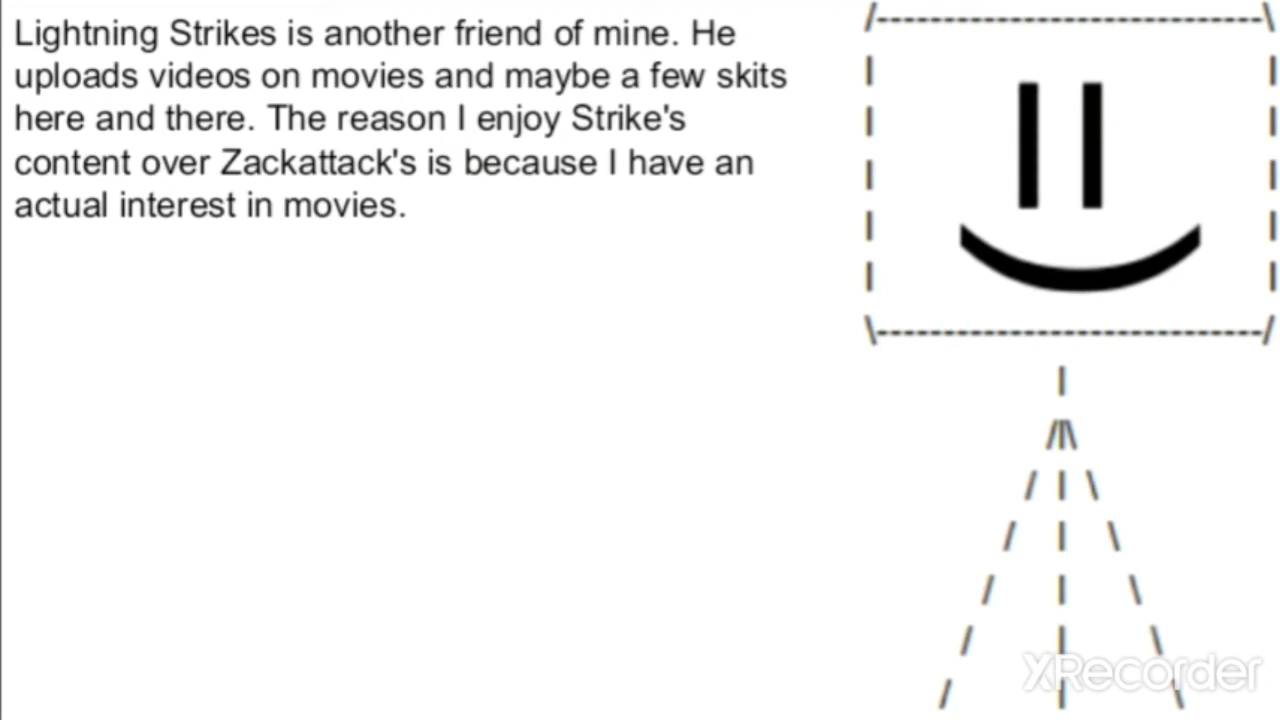 Lightning Strikes is another friend of mine. He
uploads videos on movies and maybe a few skits
here and there. The reason I enjoy Strike's
content over Zackattack's is because I have an
actual interest in movies.
XRecorder